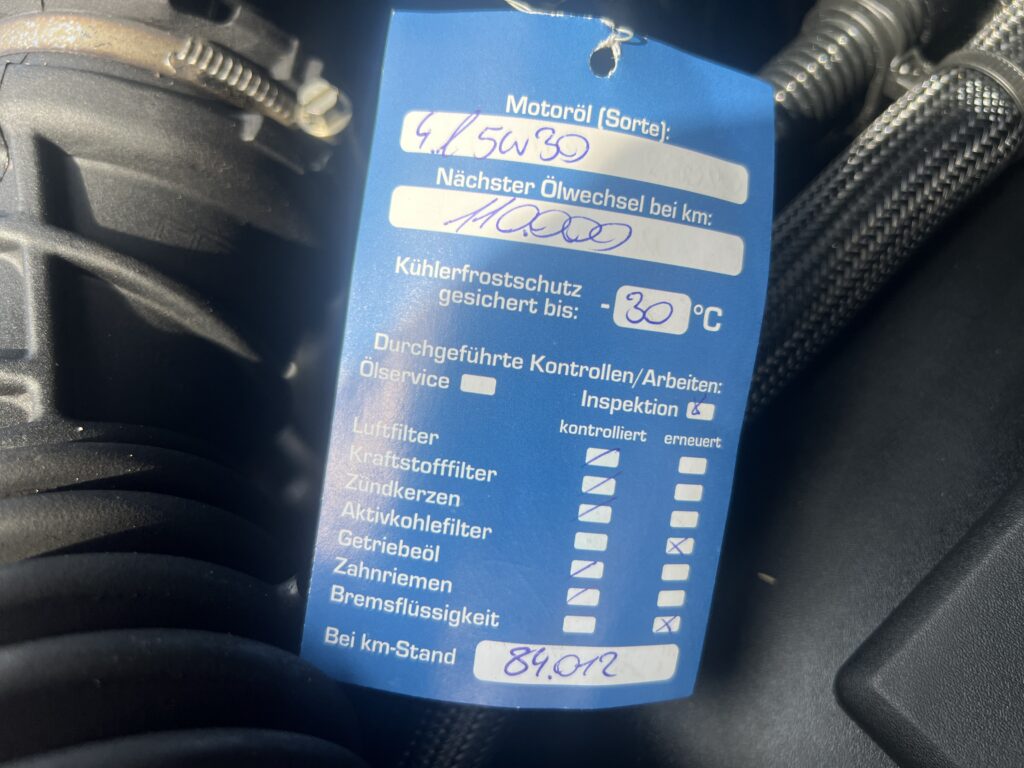 Motoröl (Sorte):
4.l 5W30
Nächster Ölwechsel bei km:
110.000
Kühlerfrostschutz
gesichert bis: - 30 °C
Durchgeführte Kontrollen/Arbeiten:
Ölservice
Inspektion x
kontrolliert erneuert
Luftfilter
Kraftstofffilter
Zündkerzen
Aktivkohlefilter
Getriebeöl
Zahnriemen
Bremsflüssigkeit
Bei km-Stand 84.012